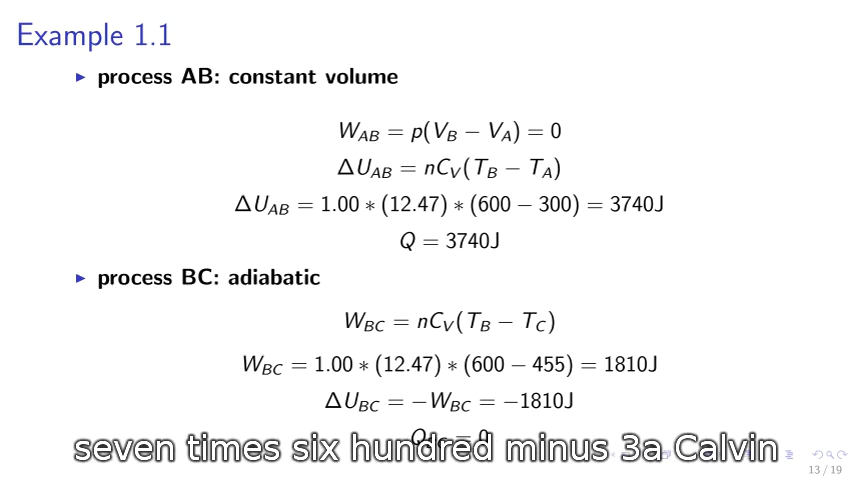 Example 1.1
▶ process AB: constant volume
W_AB = p(V_B − V_A) = 0
ΔU_AB = nC_V(T_B − T_A)
ΔU_AB = 1.00 ∗ (12.47) ∗ (600 − 300) = 3740J
Q = 3740J
▶ process BC: adiabatic
W_BC = nC_V(T_B − T_C)
W_BC = 1.00 ∗ (12.47) ∗ (600 − 455) = 1810J
ΔU_BC = −W_BC = −1810J
seven times six hundred minus 3a Calvin
13 / 19